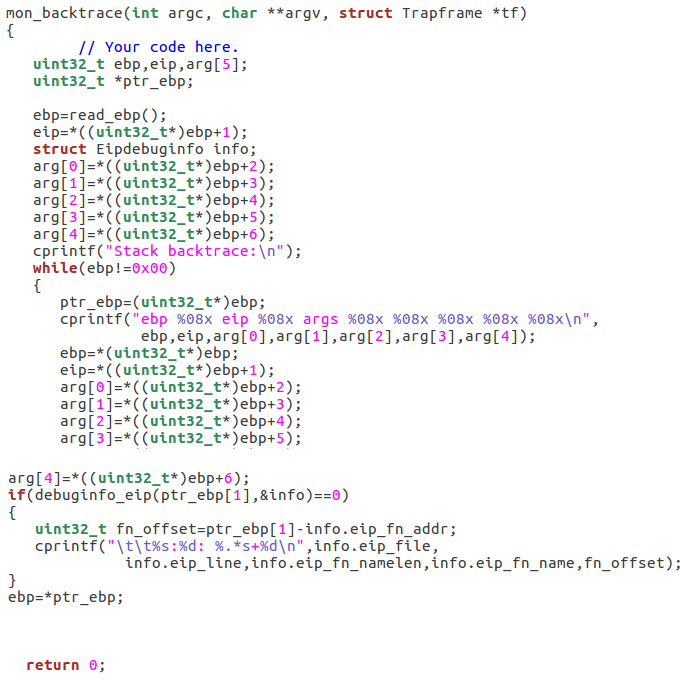 mon_backtrace(int argc, char **argv, struct Trapframe *tf)
{
        // Your code here.
   uint32_t ebp,eip,arg[5];
   uint32_t *ptr_ebp;

   ebp=read_ebp();
   eip=*((uint32_t*)ebp+1);
   struct Eipdebuginfo info;
   arg[0]=*((uint32_t*)ebp+2);
   arg[1]=*((uint32_t*)ebp+3);
   arg[2]=*((uint32_t*)ebp+4);
   arg[3]=*((uint32_t*)ebp+5);
   arg[4]=*((uint32_t*)ebp+6);
   cprintf("Stack backtrace:\n");
   while(ebp!=0x00)
   {
      ptr_ebp=(uint32_t*)ebp;
      cprintf("ebp %08x eip %08x args %08x %08x %08x %08x %08x\n",
               ebp,eip,arg[0],arg[1],arg[2],arg[3],arg[4]);
      ebp=*(uint32_t*)ebp;
      eip=*((uint32_t*)ebp+1);
      arg[0]=*((uint32_t*)ebp+2);
      arg[1]=*((uint32_t*)ebp+3);
      arg[2]=*((uint32_t*)ebp+4);
      arg[3]=*((uint32_t*)ebp+5);

arg[4]=*((uint32_t*)ebp+6);
if(debuginfo_eip(ptr_ebp[1],&info)==0)
{
   uint32_t fn_offset=ptr_ebp[1]-info.eip_fn_addr;
   cprintf("\t\t%s:%d: %.*s+%d\n",info.eip_file,
             info.eip_line,info.eip_fn_namelen,info.eip_fn_name,fn_offset);
}
ebp=*ptr_ebp;

  return 0;